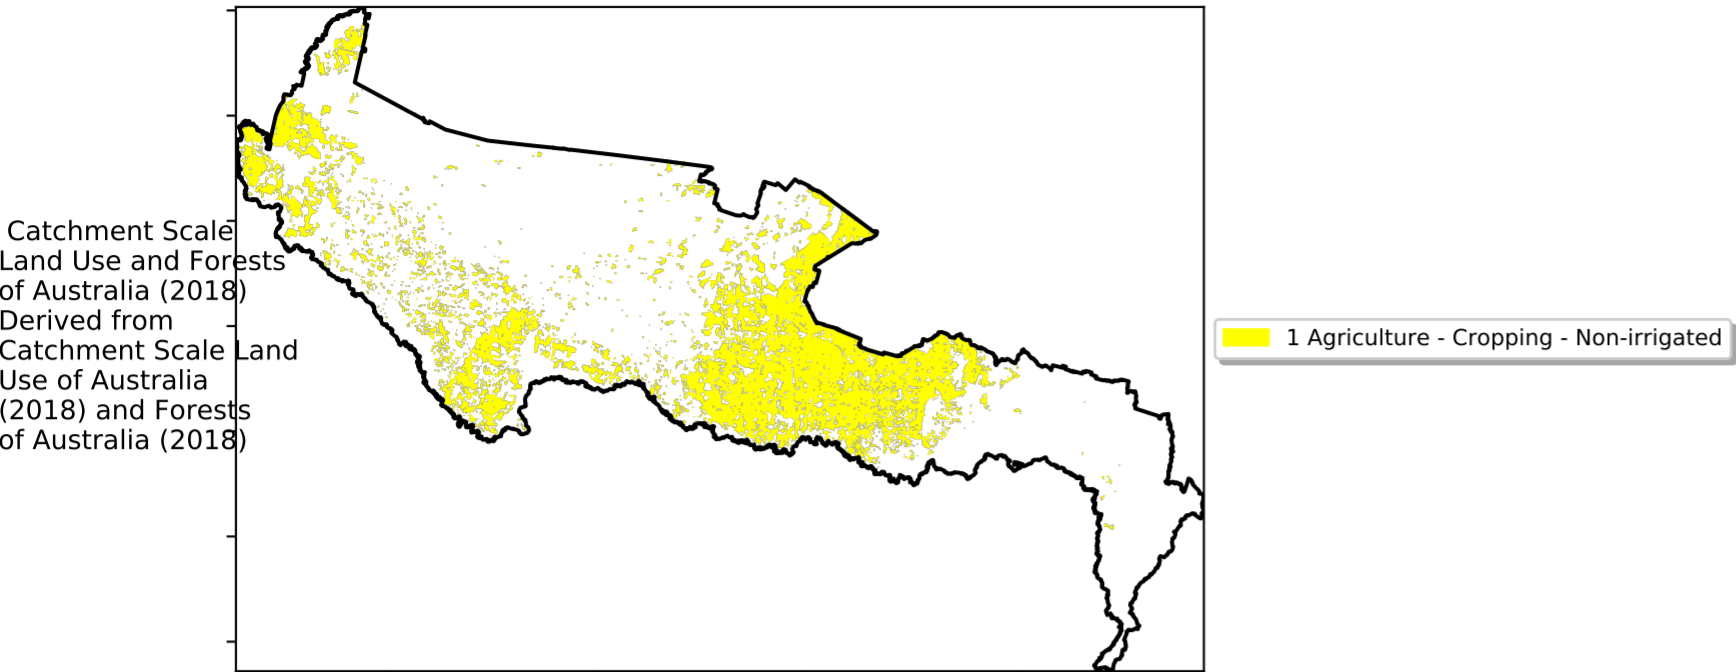 Catchment Scale
Land Use and Forests
of Australia (2018)
Derived from
Catchment Scale Land
Use of Australia
(2018) and Forests
of Australia (2018)
1 Agriculture - Cropping - Non-irrigated